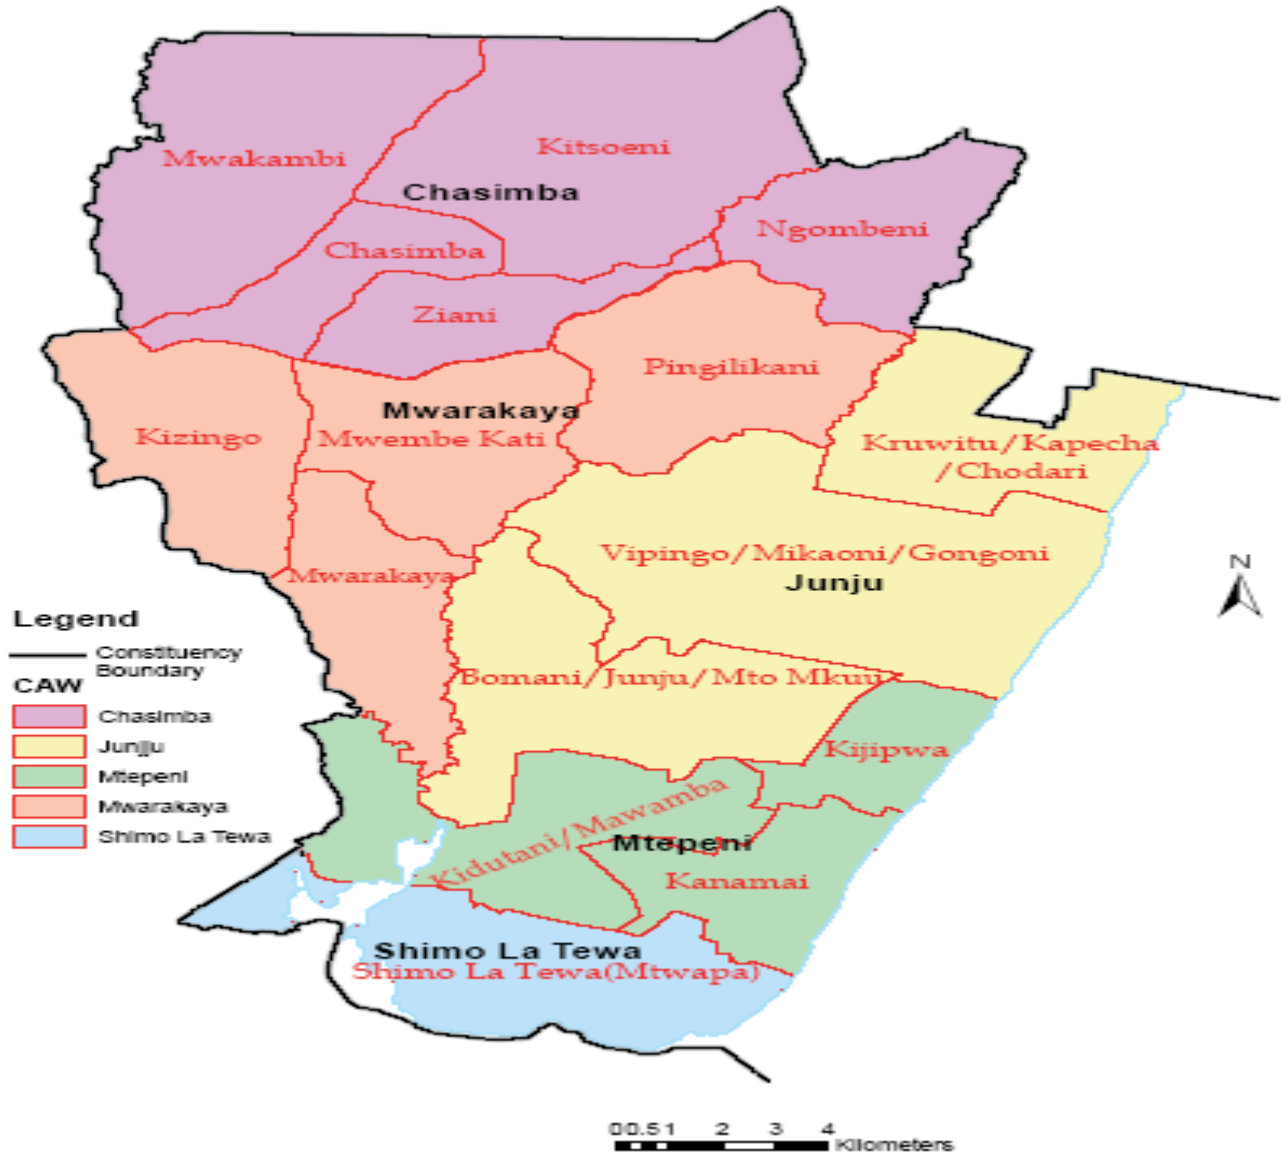 Mwakambi
Kitsoeni
Chasimba
Ngombeni
Chasimba
Ziani
Pingilikani
Mwarakaya
Kizingo
Mwembe Kati
Kruwitu/Kapecha
/Chodari
Vipingo/Mikaoni/Gongoni
Junju
Mwarakaya
N
Bomani/Junju/Mto Mkuu
Kijipwa
Kidutani/Mawamba
Mtepeni
Kanamai
Shimo La Tewa
Shimo La Tewa(Mtwapa)
Legend
Constituency
Boundary
CAW
Chasimba
Junjju
Mtepeni
Mwarakaya
Shimo La Tewa
0 0.5 1 2 3 4
Kilometers